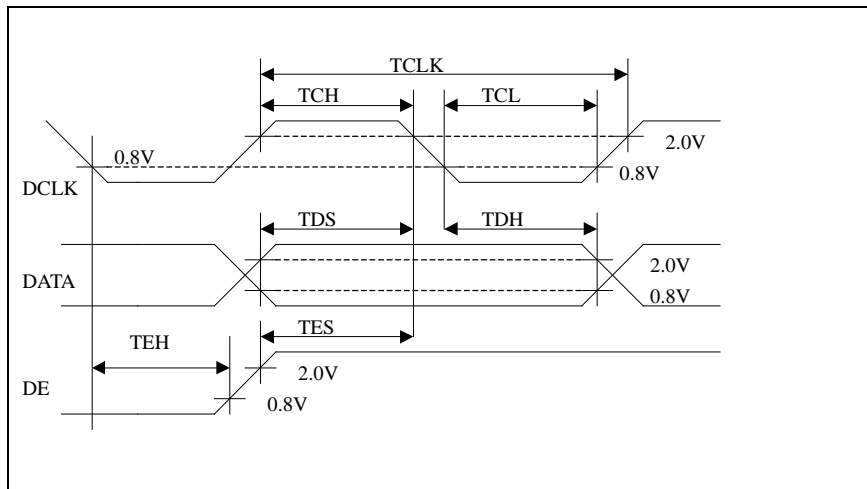 TCLK
TCH TCL
0.8V 2.0V
0.8V
DCLK
TDS TDH
2.0V
DATA
0.8V
TES
TEH
2.0V
DE
0.8V